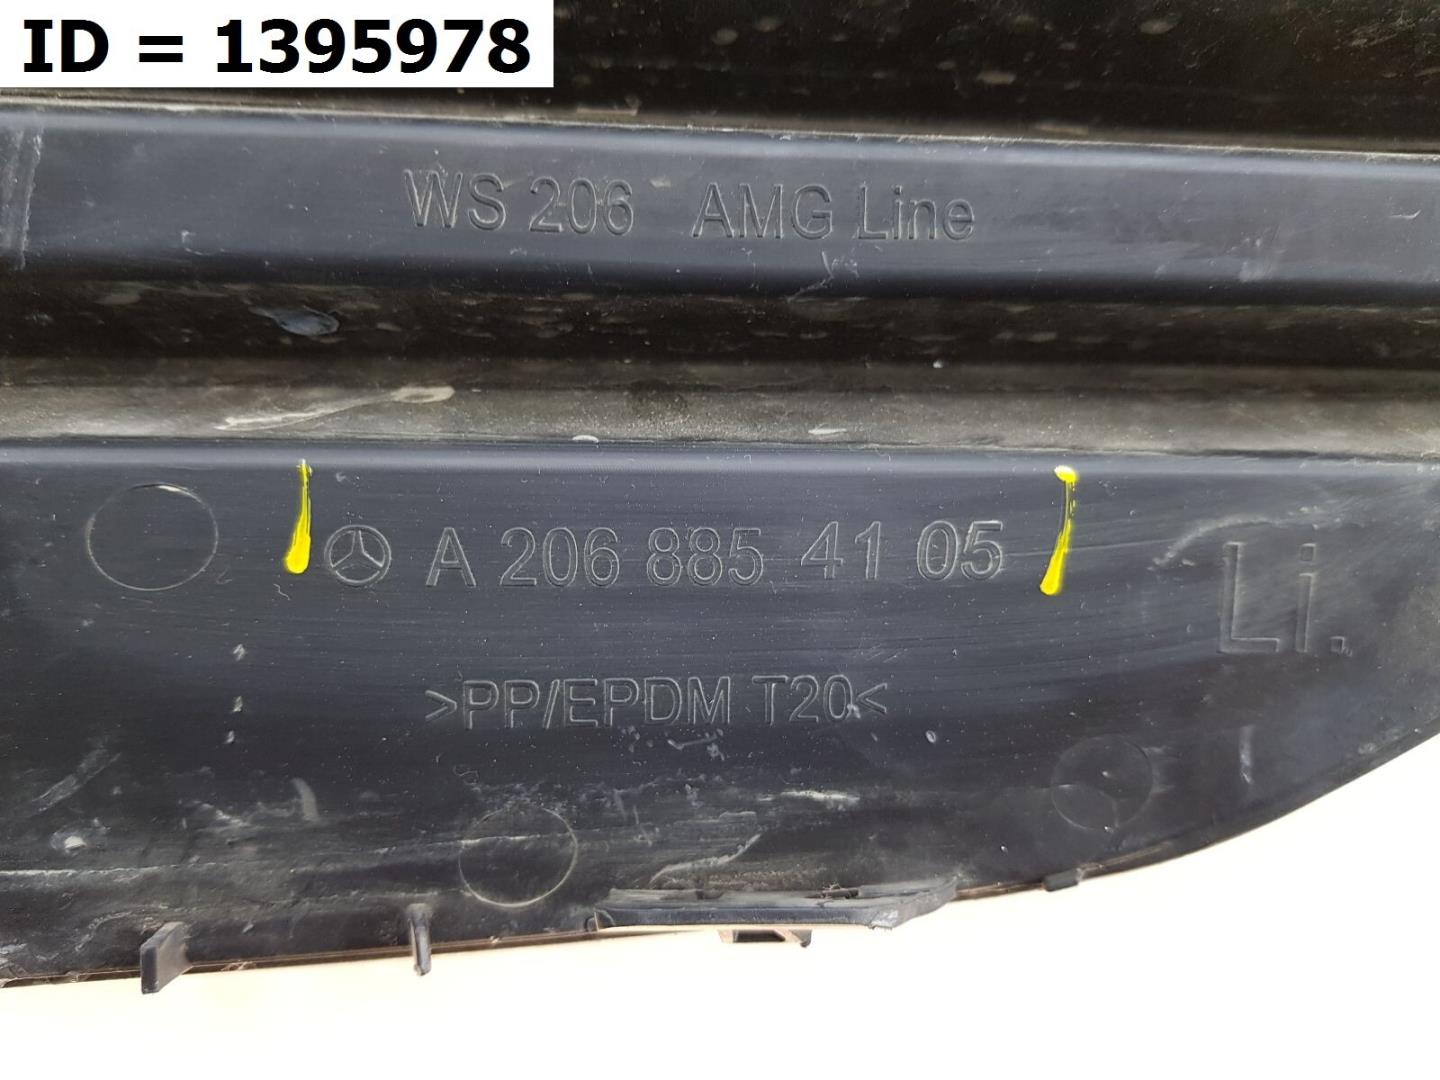 ID = 1395978
WS 206 AMG Line
A 206 885 41 05
Li.
>PP/EPDM T20<